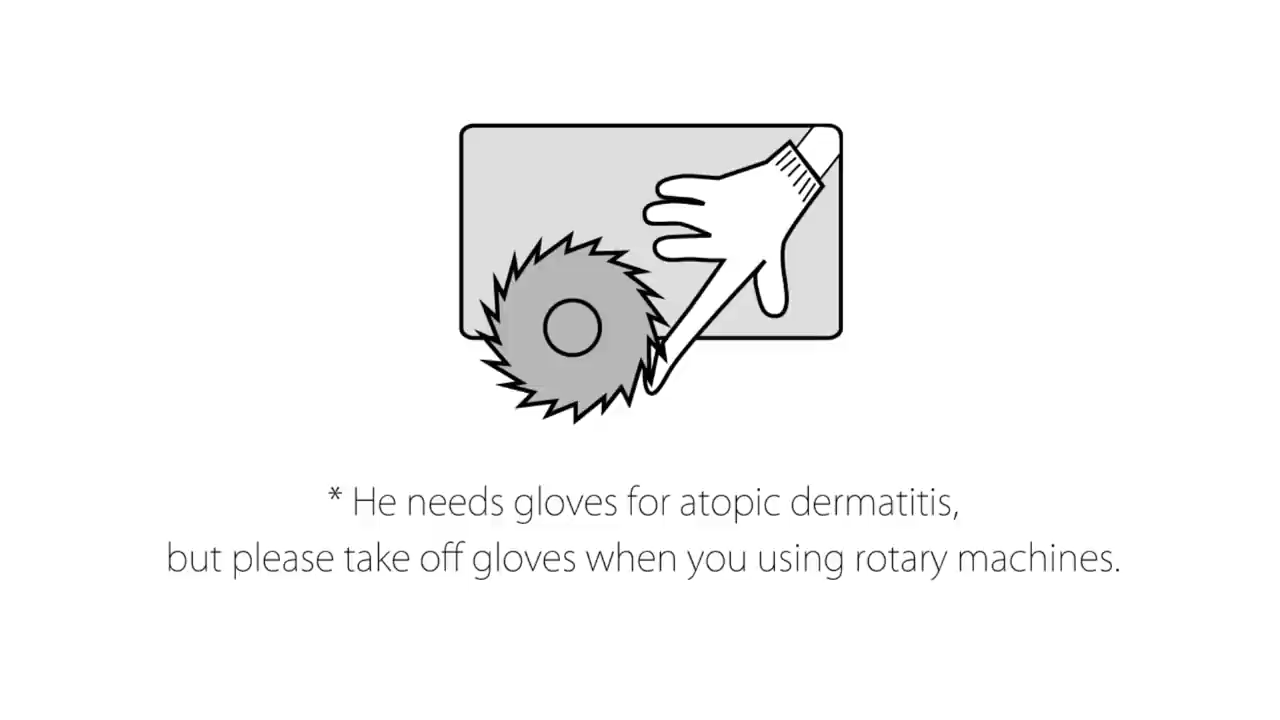 * He needs gloves for atopic dermatitis,
but please take off gloves when you using rotary machines.